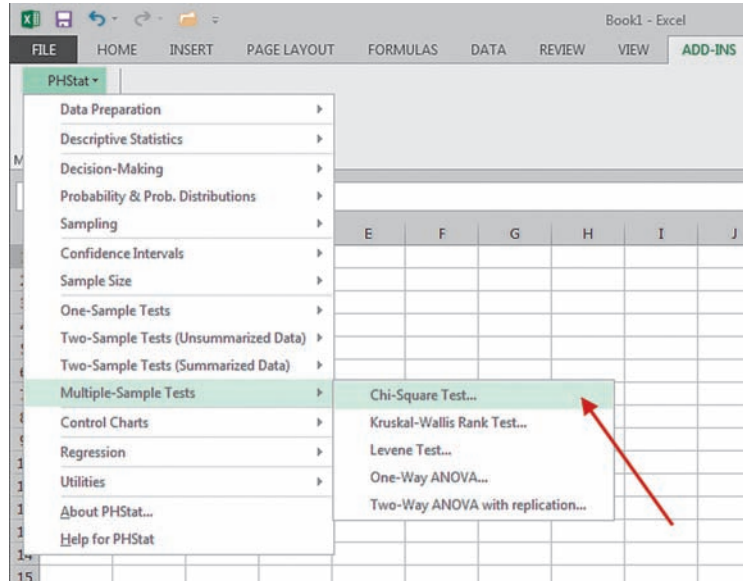 Book1 - Excel
FILE HOME INSERT PAGE LAYOUT FORMULAS DATA REVIEW VIEW ADD-INS
PHStat
Data Preparation
Descriptive Statistics
Decision-Making
Probability & Prob. Distributions
Sampling
Confidence Intervals
Sample Size
One-Sample Tests
Two-Sample Tests (Unsummarized Data)
Two-Sample Tests (Summarized Data)
Multiple-Sample Tests
Control Charts
Regression
Utilities
About PHStat...
Help for PHStat
Chi-Square Test...
Kruskal-Wallis Rank Test...
Levene Test...
One-Way ANOVA...
Two-Way ANOVA with replication...
M
E F G H I J
14
15